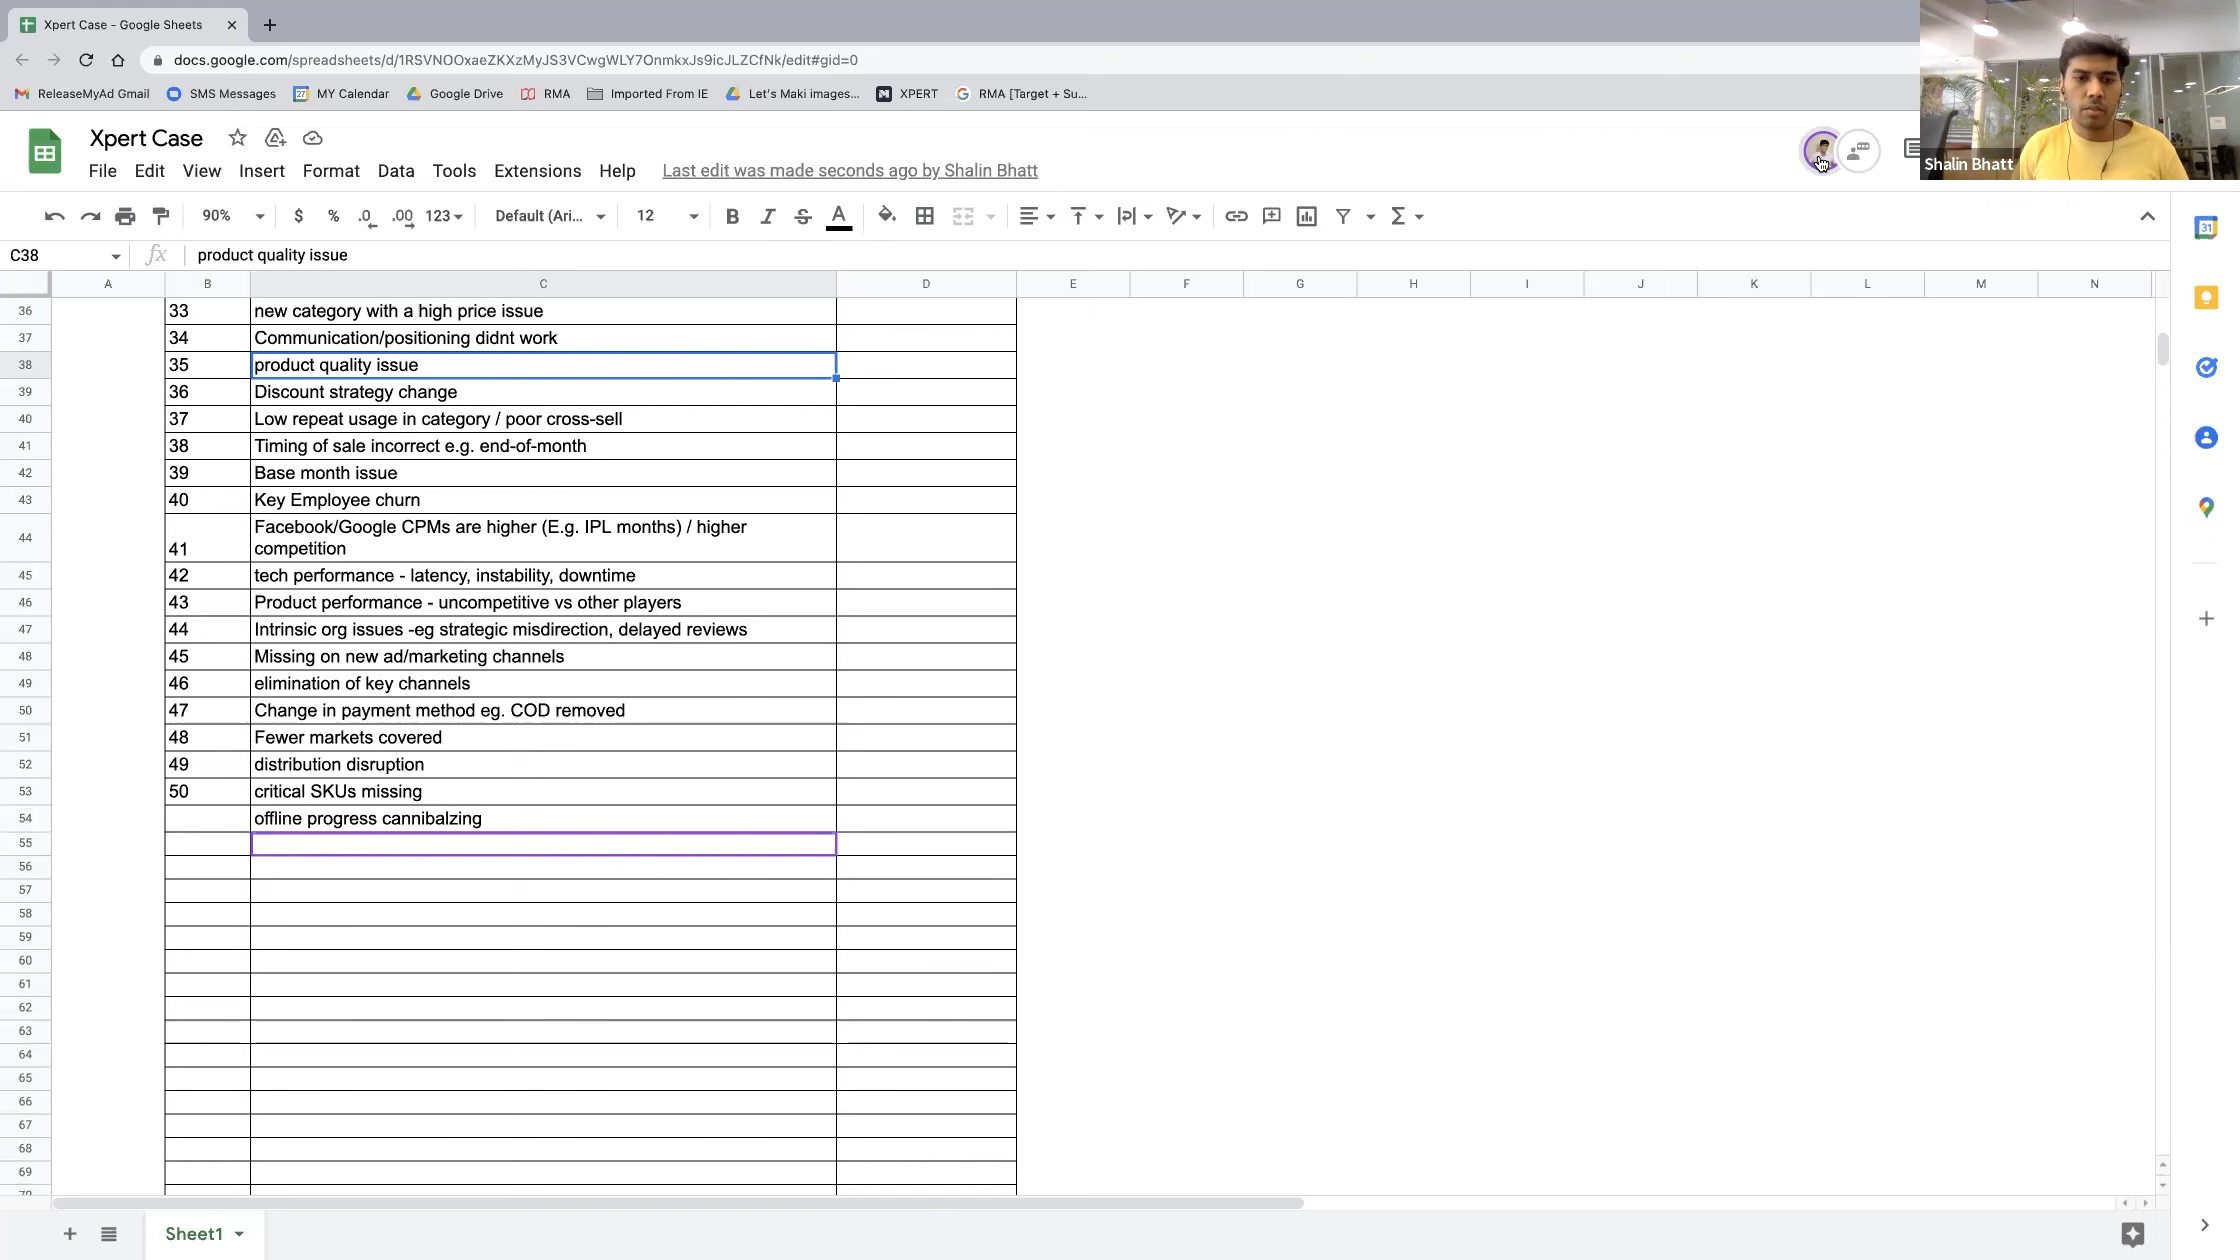 Xpert Case - Google Sheets
docs.google.com/spreadsheets/d/1RSVNOOxaeZKXzMyJS3VCwgWLY7OnmkxJs9icJLZCfNk/edit#gid=0
ReleaseMyAd Gmail SMS Messages 27 MY Calendar Google Drive RMA Imported From IE Let's Maki images... XPERT RMA [Target + Su...
Xpert Case
File Edit View Insert Format Data Tools Extensions Help Last edit was made seconds ago by Shalin Bhatt
Shalin Bhatt
90% $ % .0 .00 123 Default (Ari... 12 B I S A
31
C38 fx product quality issue
A B C D E F G H I J K L M N
36 33 new category with a high price issue
37 34 Communication/positioning didnt work
38 35 product quality issue
39 36 Discount strategy change
40 37 Low repeat usage in category / poor cross-sell
41 38 Timing of sale incorrect e.g. end-of-month
42 39 Base month issue
43 40 Key Employee churn
44 41 Facebook/Google CPMs are higher (E.g. IPL months) / higher
competition
45 42 tech performance - latency, instability, downtime
46 43 Product performance - uncompetitive vs other players
47 44 Intrinsic org issues -eg strategic misdirection, delayed reviews
48 45 Missing on new ad/marketing channels
49 46 elimination of key channels
50 47 Change in payment method eg. COD removed
51 48 Fewer markets covered
52 49 distribution disruption
53 50 critical SKUs missing
54 offline progress cannibalzing
55
56
57
58
59
60
61
62
63
64
65
66
67
68
69
70
Sheet1